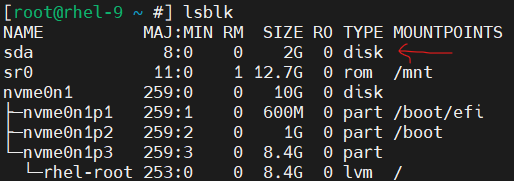 [root@rhel-9 ~ #] lsblk
NAME MAJ:MIN RM SIZE RO TYPE MOUNTPOINTS
sda 8:0 0 2G 0 disk
sr0 11:0 1 12.7G 0 rom /mnt
nvme0n1 259:0 0 10G 0 disk
├─nvme0n1p1 259:1 0 600M 0 part /boot/efi
├─nvme0n1p2 259:2 0 1G 0 part /boot
└─nvme0n1p3 259:3 0 8.4G 0 part
└─rhel-root 253:0 0 8.4G 0 lvm /